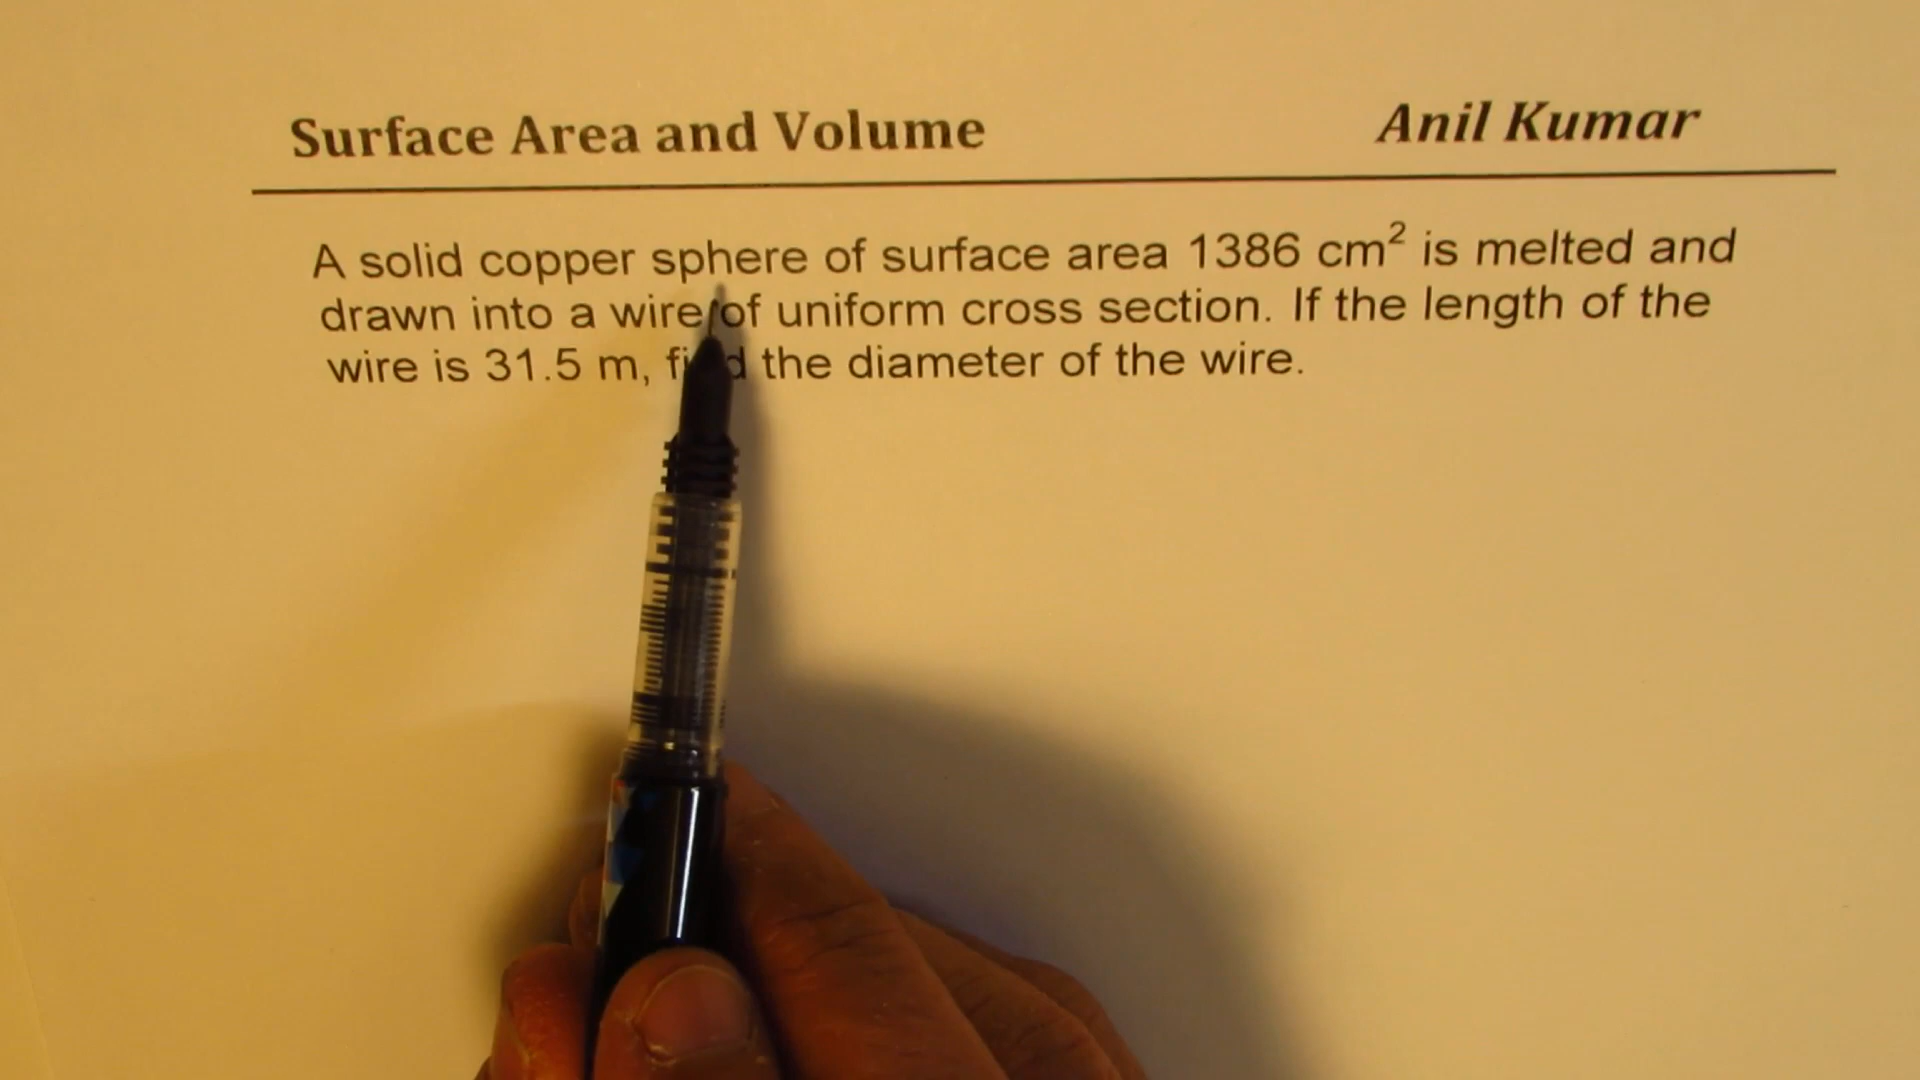 Surface Area and Volume
Anil Kumar
A solid copper sphere of surface area 1386 cm² is melted and
drawn into a wire of uniform cross section. If the length of the
wire is 31.5 m, find the diameter of the wire.